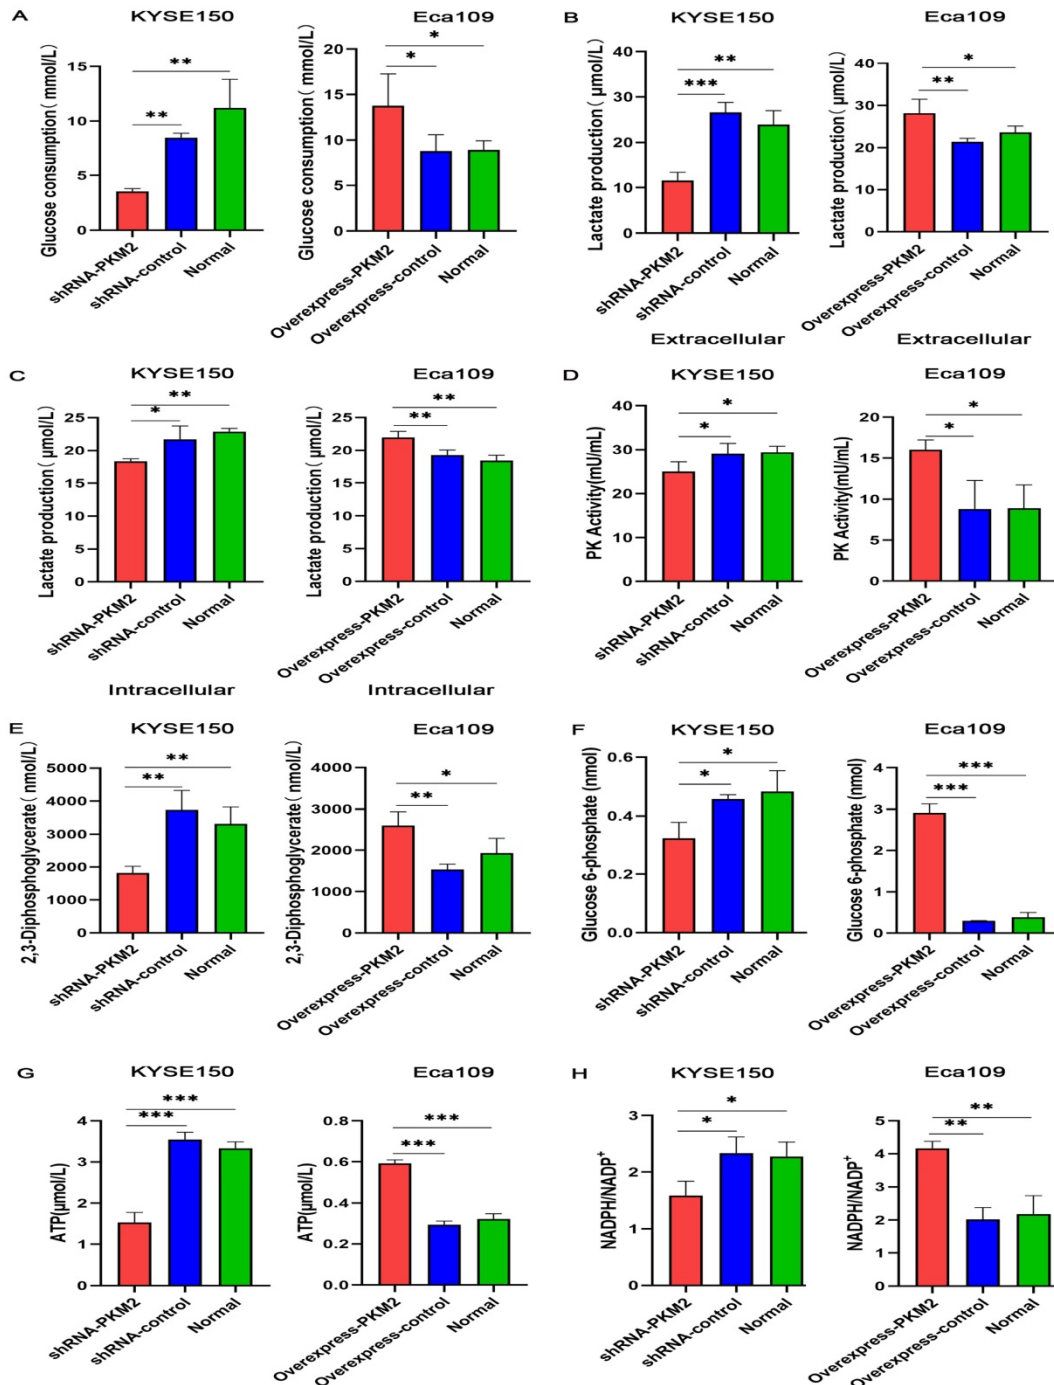 A
KYSE150
Eca109
B
KYSE150
Eca109
Glucose consumption( mmol/L)
15
10
5
0
**
**
shRNA-PKM2
shRNA-control
Normal
Glucose consumption( mmol/L)
20
15
10
5
0
*
*
Overexpress-PKM2
Overexpress-control
Normal
Lactate production( μmol/L)
40
30
20
10
0
**
***
shRNA-PKM2
shRNA-control
Normal
Extracellular
Lactate production( μmol/L)
40
30
20
10
0
*
**
Overexpress-PKM2
Overexpress-control
Normal
Extracellular
C
KYSE150
Eca109
D
KYSE150
Eca109
Lactate production( μmol/L)
25
20
15
10
5
0
**
*
shRNA-PKM2
shRNA-control
Normal
Intracellular
Lactate production( μmol/L)
25
20
15
10
5
0
**
**
Overexpress-PKM2
Overexpress-control
Normal
Intracellular
PK Activity(mU/mL)
40
30
20
10
0
*
*
shRNA-PKM2
shRNA-control
Normal
PK Activity(mU/mL)
20
15
10
5
0
*
*
Overexpress-PKM2
Overexpress-control
Normal
E
KYSE150
Eca109
F
KYSE150
Eca109
2,3-Diphosphoglycerate( nmol/L)
5000
4000
3000
2000
1000
0
**
**
shRNA-PKM2
shRNA-control
Normal
2,3-Diphosphoglycerate( nmol/L)
4000
3000
2000
1000
0
*
**
Overexpress-PKM2
Overexpress-control
Normal
Glucose 6-phosphate (nmol)
0.6
0.4
0.2
0.0
*
*
shRNA-PKM2
shRNA-control
Normal
Glucose 6-phosphate (nmol)
4
3
2
1
0
***
***
Overexpress-PKM2
Overexpress-control
Normal
G
KYSE150
Eca109
H
KYSE150
Eca109
ATP(μmol/L)
4
3
2
1
0
***
***
shRNA-PKM2
shRNA-control
Normal
ATP(μmol/L)
0.8
0.6
0.4
0.2
0.0
***
***
Overexpress-PKM2
Overexpress-control
Normal
NADPH/NADP+
3
2
1
0
*
*
shRNA-PKM2
shRNA-control
Normal
NADPH/NADP+
5
4
3
2
1
0
**
**
Overexpress-PKM2
Overexpress-control
Normal